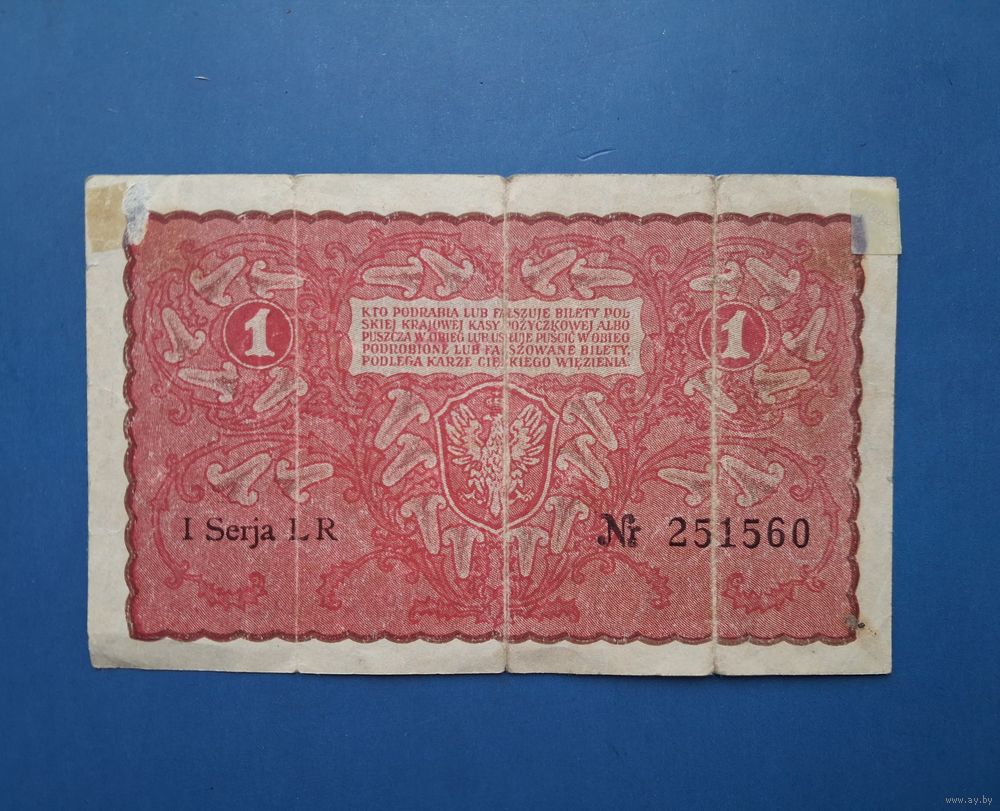 KTO PODRABIA LUB FAŁSZUJE BILETY POL
SKIEJ KRAJOWEJ KASY POŻYCZKOWEJ ALBO
PUSZCZA W OBIEG LUB USIŁUJE PUŚCIĆ W OBIEG
PODROBIONE LUB FAŁSZOWANE BILETY,
PODLEGA KARZE CIĘŻKIEGO WIĘZIENIA.
1 1
I Serja LR Nr 251560
www.ay.by